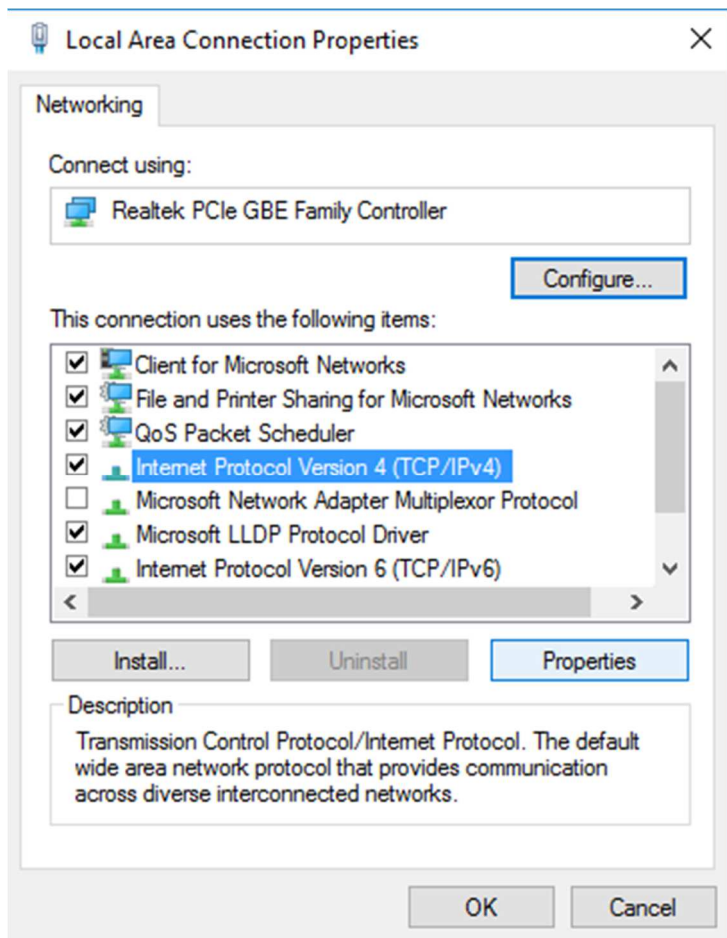 Local Area Connection Properties
Networking
Connect using:
Realtek PCIe GBE Family Controller
Configure...
This connection uses the following items:
Client for Microsoft Networks
File and Printer Sharing for Microsoft Networks
QoS Packet Scheduler
Internet Protocol Version 4 (TCP/IPv4)
Microsoft Network Adapter Multiplexor Protocol
Microsoft LLDP Protocol Driver
Internet Protocol Version 6 (TCP/IPv6)
Install...
Uninstall
Properties
Description
Transmission Control Protocol/Internet Protocol. The default
wide area network protocol that provides communication
across diverse interconnected networks.
OK
Cancel